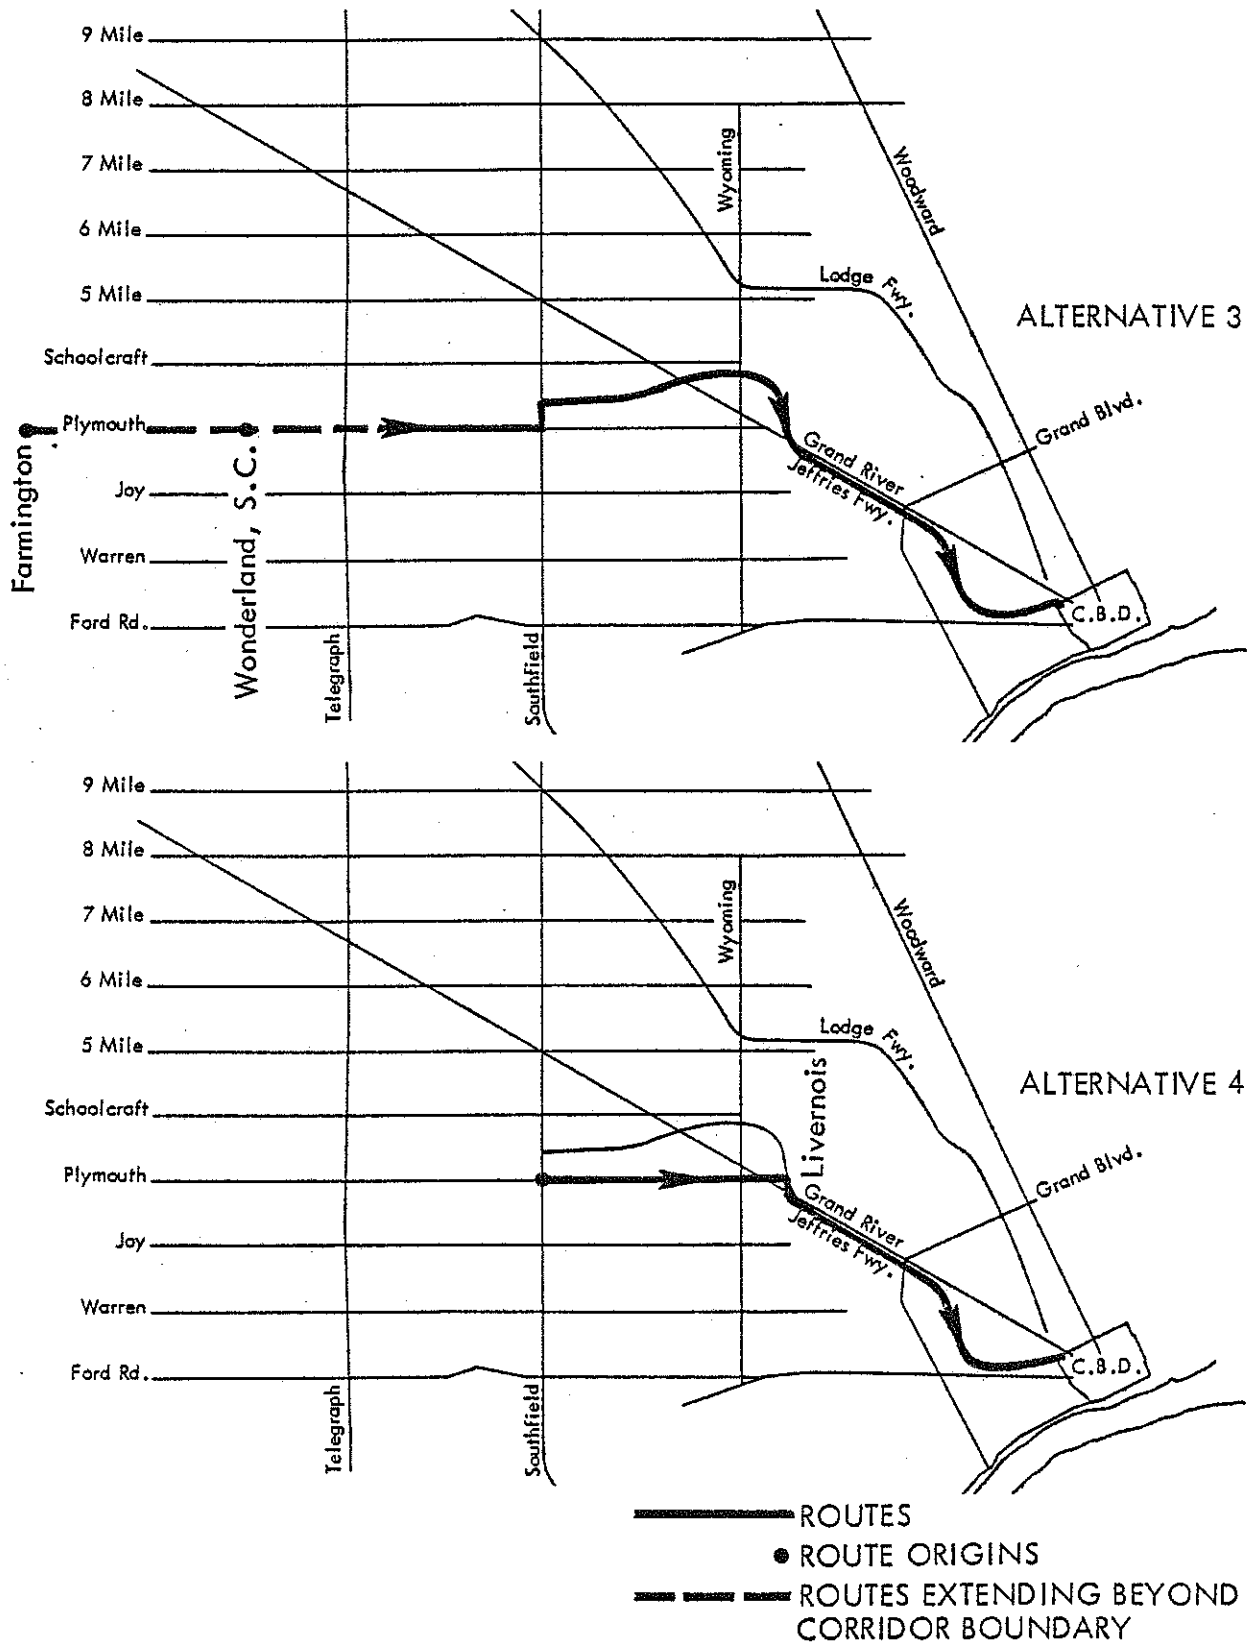 9 Mile
8 Mile
7 Mile
6 Mile
5 Mile
Schoolcraft
Plymouth
Joy
Warren
Ford Rd.
Farmington
Wonderland, S.C.
Telegraph
Southfield
Wyoming
Woodward
Lodge Fwy.
ALTERNATIVE 3
Grand Blvd.
Grand River
Jeffries Fwy.
C.B.D.
9 Mile
8 Mile
7 Mile
6 Mile
5 Mile
Schoolcraft
Plymouth
Joy
Warren
Ford Rd.
Telegraph
Southfield
Wyoming
Woodward
Lodge Fwy.
Livernois
ALTERNATIVE 4
Grand Blvd.
Grand River
Jeffries Fwy.
C.B.D.
ROUTES
ROUTE ORIGINS
ROUTES EXTENDING BEYOND
CORRIDOR BOUNDARY